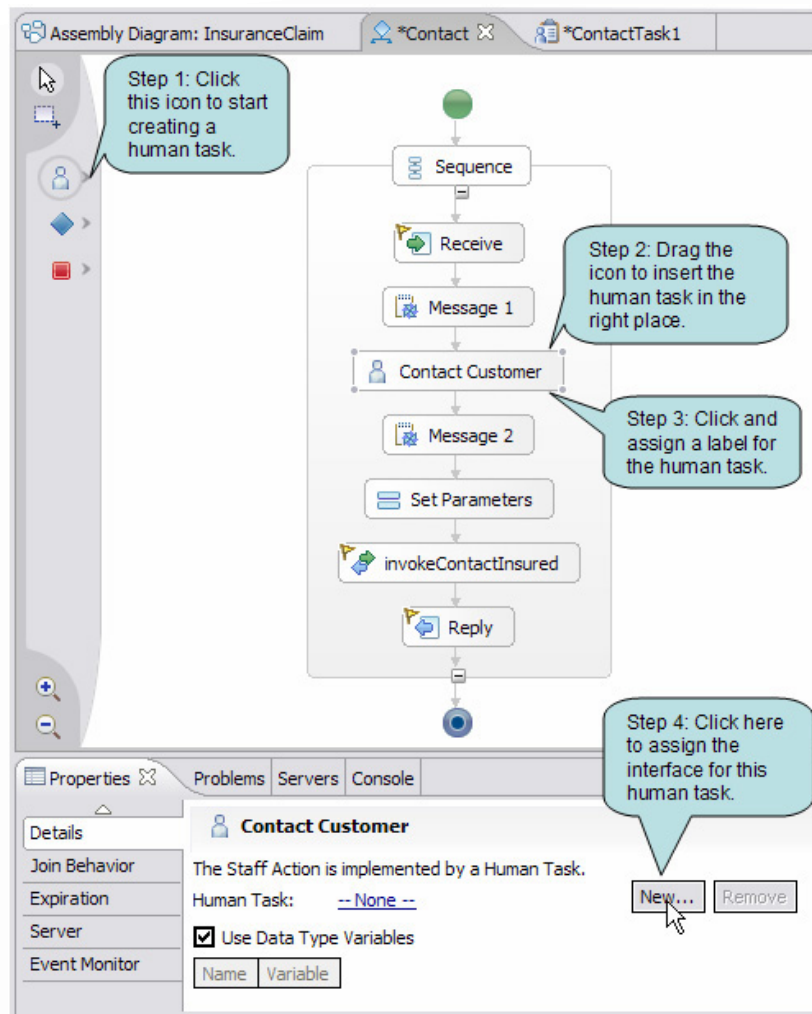 Assembly Diagram: InsuranceClaim
*Contact
*ContactTask1
Step 1: Click
this icon to start
creating a
human task.
Sequence
Receive
Step 2: Drag the
icon to insert the
human task in the
right place.
Message 1
Contact Customer
Step 3: Click and
assign a label for
the human task.
Message 2
Set Parameters
invokeContactInsured
Reply
Step 4: Click here
to assign the
interface for this
human task.
Properties
Problems
Servers
Console
Details
Join Behavior
Expiration
Server
Event Monitor
Contact Customer
The Staff Action is implemented by a Human Task.
Human Task: -- None --
New...
Remove
Use Data Type Variables
Name Variable